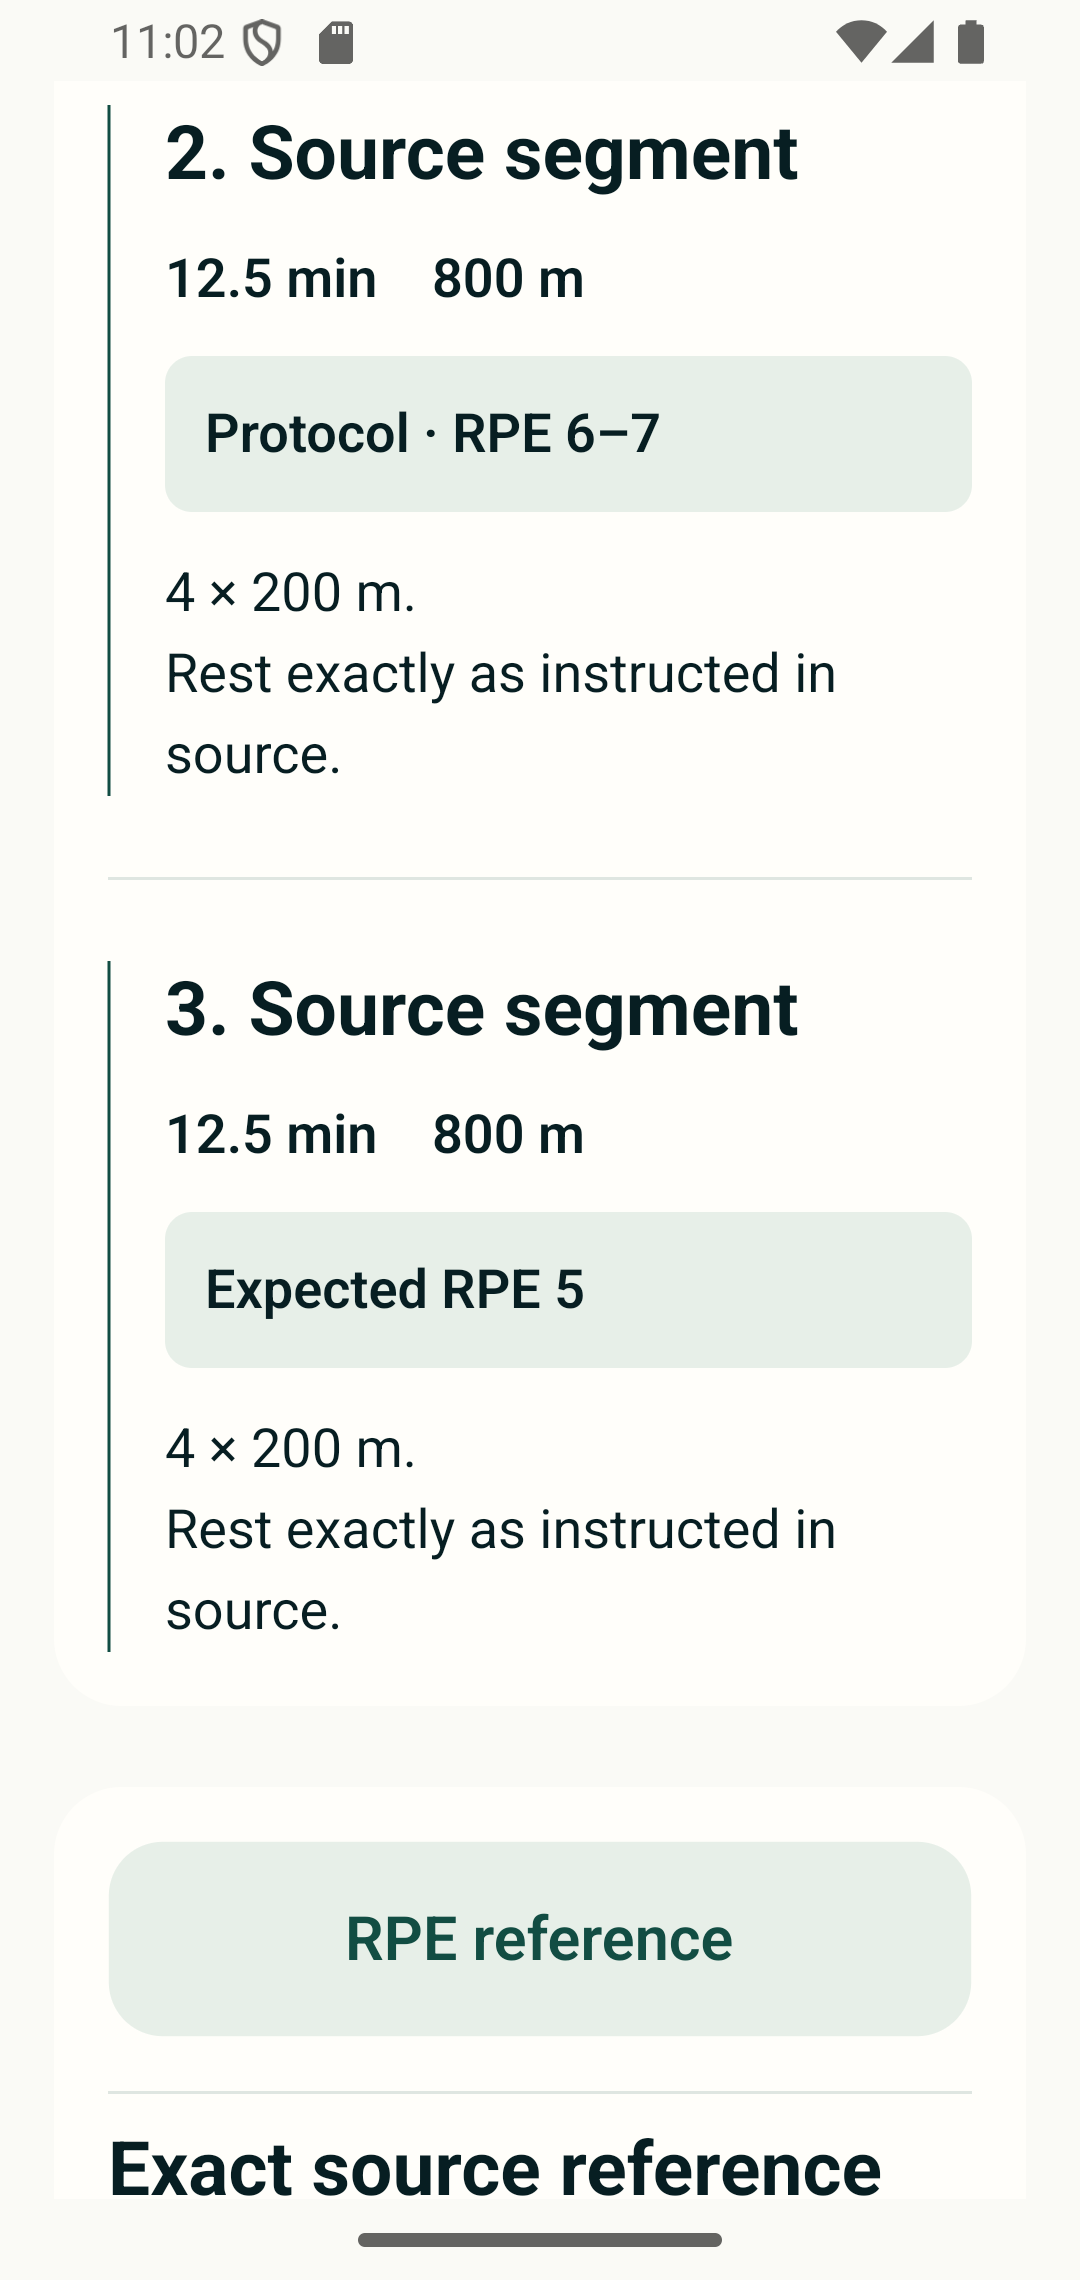 11:02
2. Source segment
12.5 min 800 m
Protocol · RPE 6–7
4 × 200 m.
Rest exactly as instructed in
source.
3. Source segment
12.5 min 800 m
Expected RPE 5
4 × 200 m.
Rest exactly as instructed in
source.
RPE reference
Exact source reference